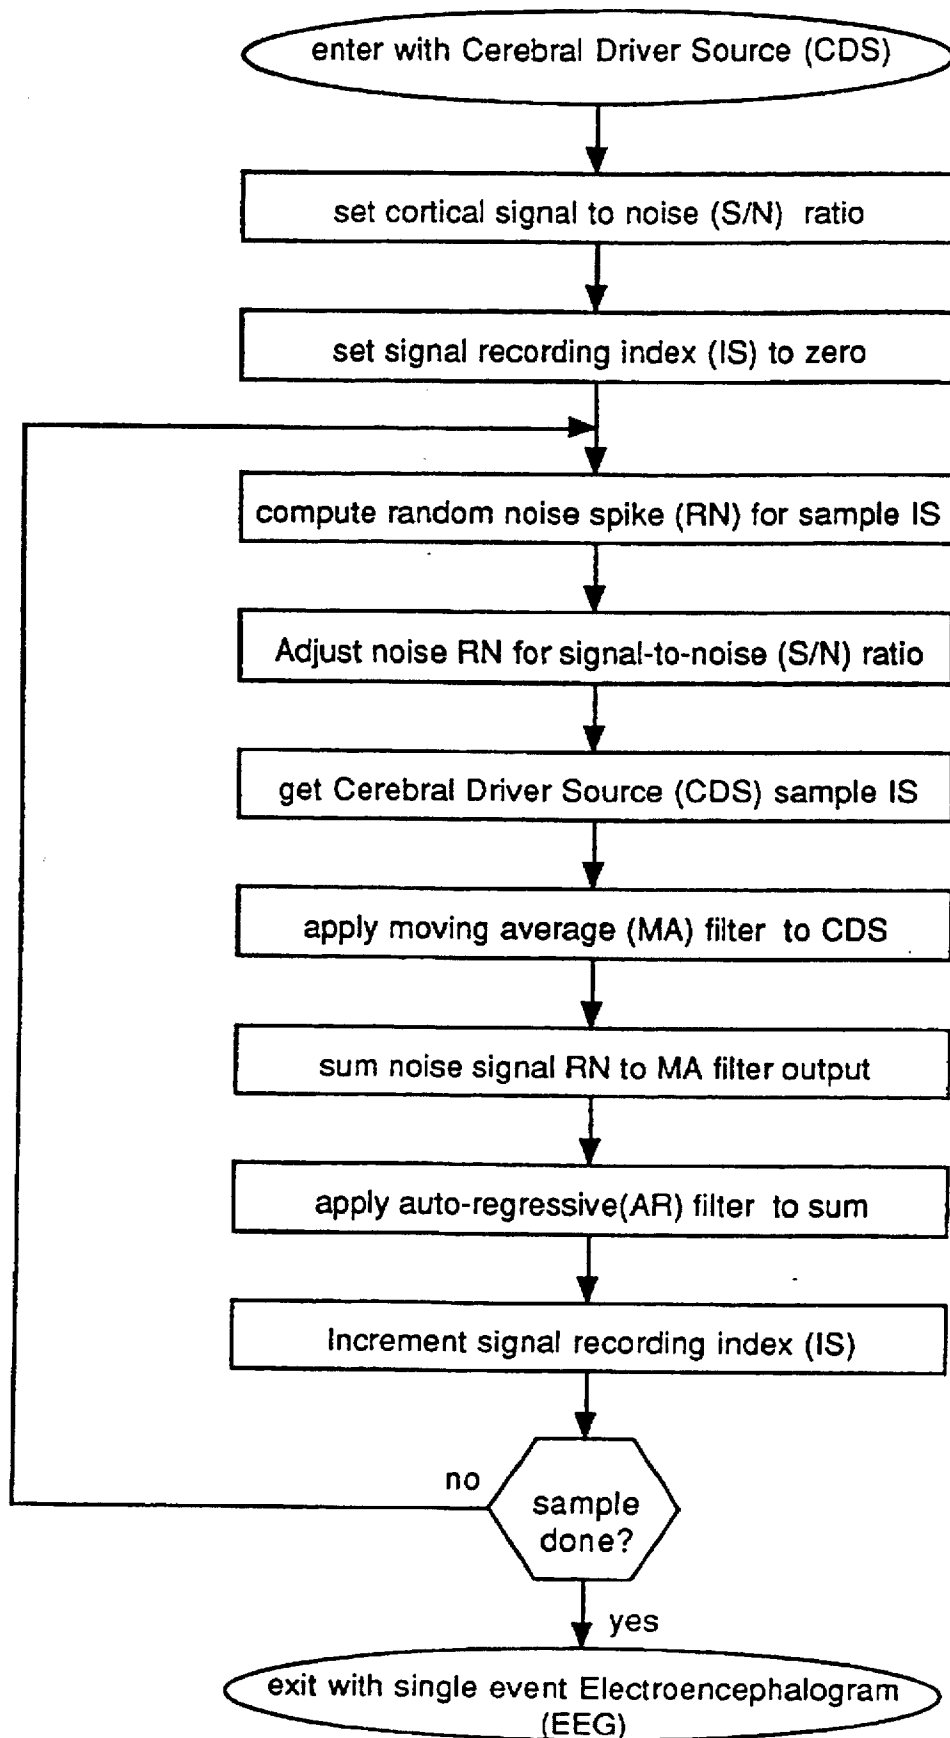 enter with Cerebral Driver Source (CDS)
set cortical signal to noise (S/N) ratio
set signal recording index (IS) to zero
compute random noise spike (RN) for sample IS
Adjust noise RN for signal-to-noise (S/N) ratio
get Cerebral Driver Source (CDS) sample IS
apply moving average (MA) filter to CDS
sum noise signal RN to MA filter output
apply auto-regressive(AR) filter to sum
Increment signal recording index (IS)
no
sample
done?
yes
exit with single event Electroencephalogram
(EEG)